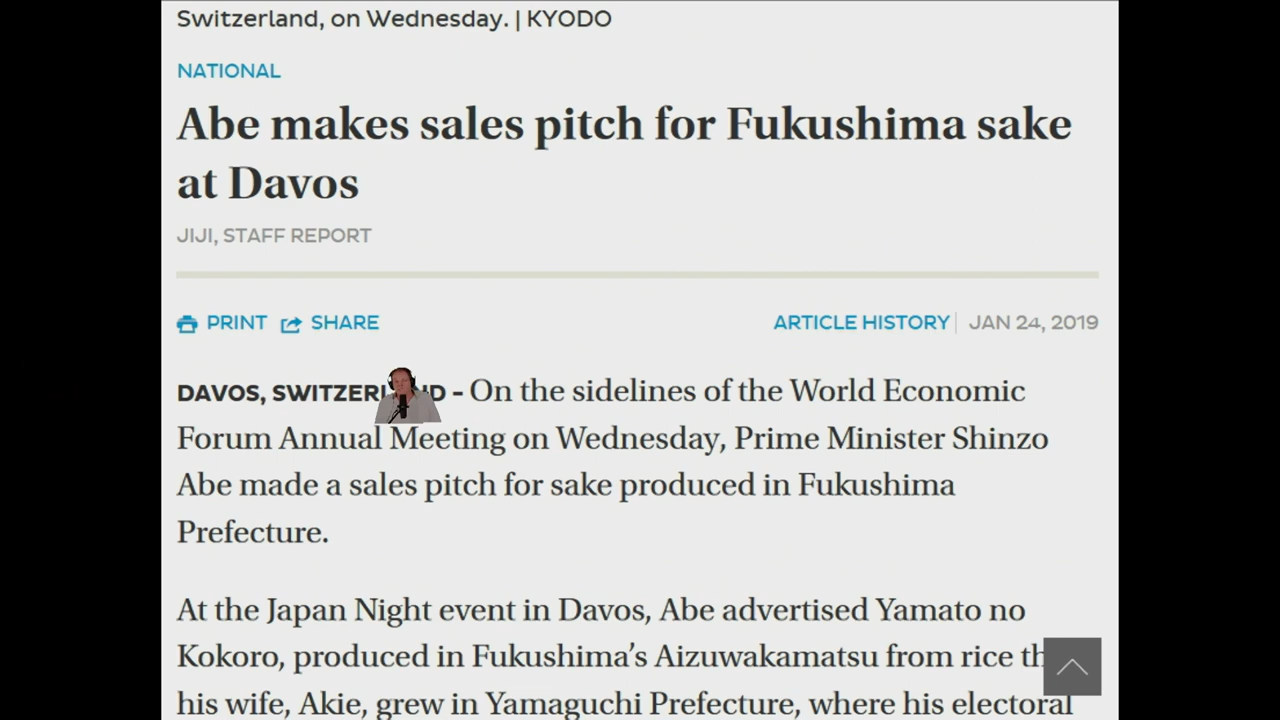 Switzerland, on Wednesday. | KYODO
NATIONAL
Abe makes sales pitch for Fukushima sake
at Davos
JIJI, STAFF REPORT
PRINT SHARE ARTICLE HISTORY | JAN 24, 2019
DAVOS, D - On the sidelines of the World Economic
Forum Annual Meeting on Wednesday, Prime Minister Shinzo
Abe made a sales pitch for sake produced in Fukushima
Prefecture.
At the Japan Night event in Davos, Abe advertised Yamato no
Kokoro, produced in Fukushima’s Aizuwakamatsu from rice
his wife, Akie, grew in Yamaguchi Prefecture, where his electoral